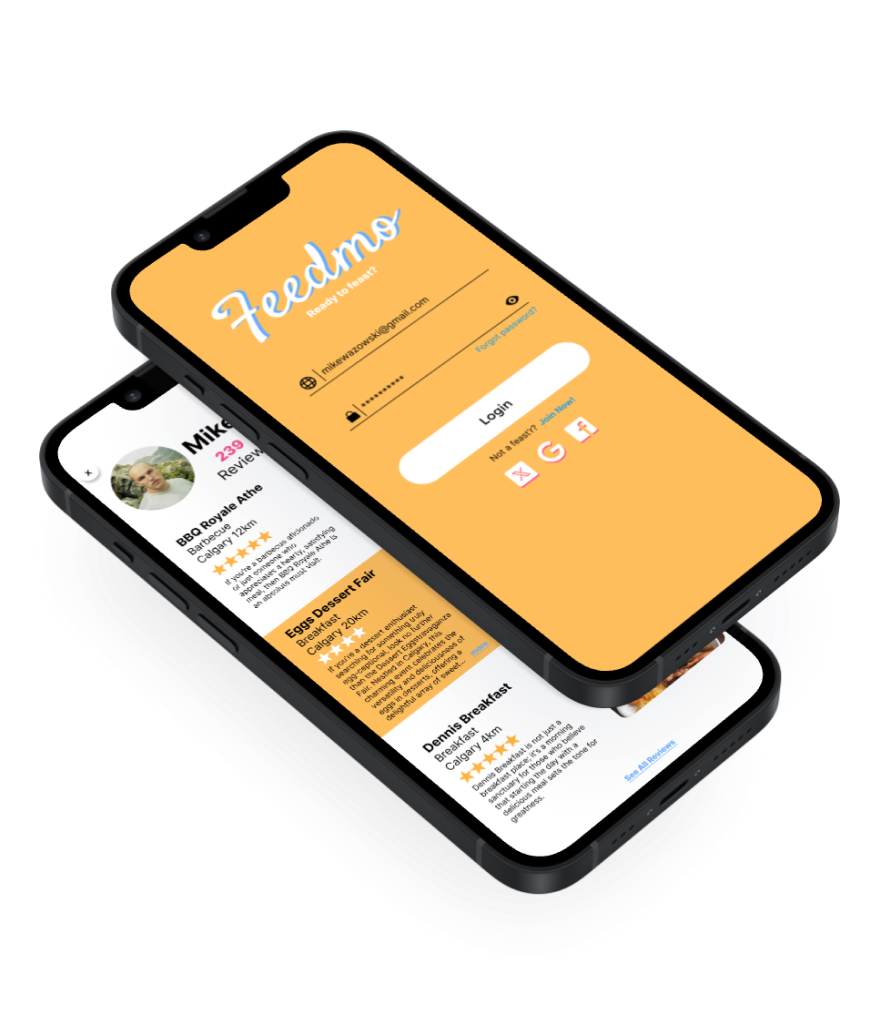 Feedmo
Ready to feast?
mikewazowski@gmail.com
**********
Forgot password?
Login
Not a feast'r? Join Now!
X G f
×
Mike
239
Review
BBQ Royale Athe
Barbecue
Calgary 12km
If you're a barbecue aficionado
or just someone who
appreciates a hearty, satisfying
meal, then BBQ Royale Athe is
an absolute must visit.
Eggs Dessert Fair
Breakfast
Calgary 20km
If you're a dessert enthusiast
searching for something truly
egg-ceptional, look no further
than the Dessert Eggstravaganza
Fair. Nestled in Calgary, this
charming event celebrates the
versatility and deliciousness of
eggs in desserts, offering a
delightful array of sweet...
more
Dennis Breakfast
Breakfast
Calgary 4km
Dennis Breakfast is not just a
breakfast place; it's a morning
sanctuary for those who believe
that starting the day with a
delicious meal sets the tone for
greatness.
See All Reviews